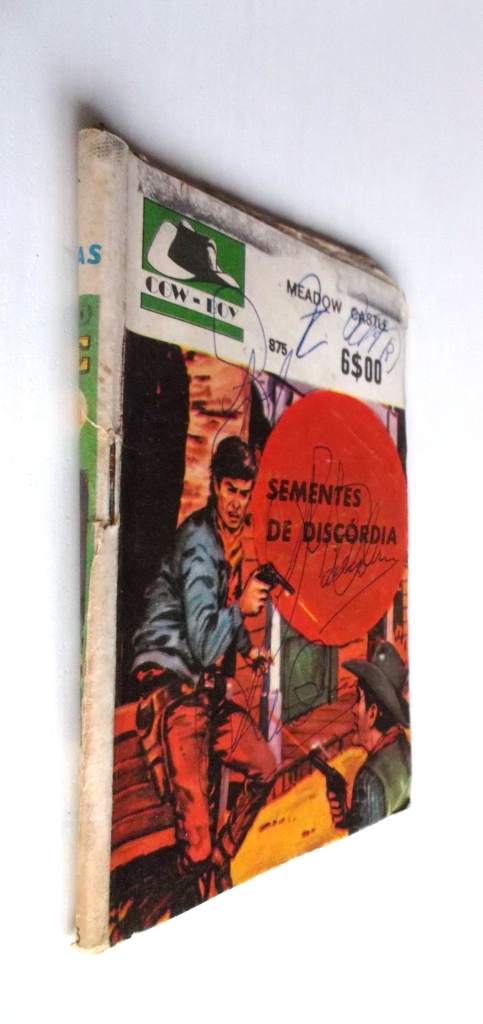 AS
COW-BOY
MEADOW CASTLE
875
6$00
SEMENTES
DE DISCÓRDIA